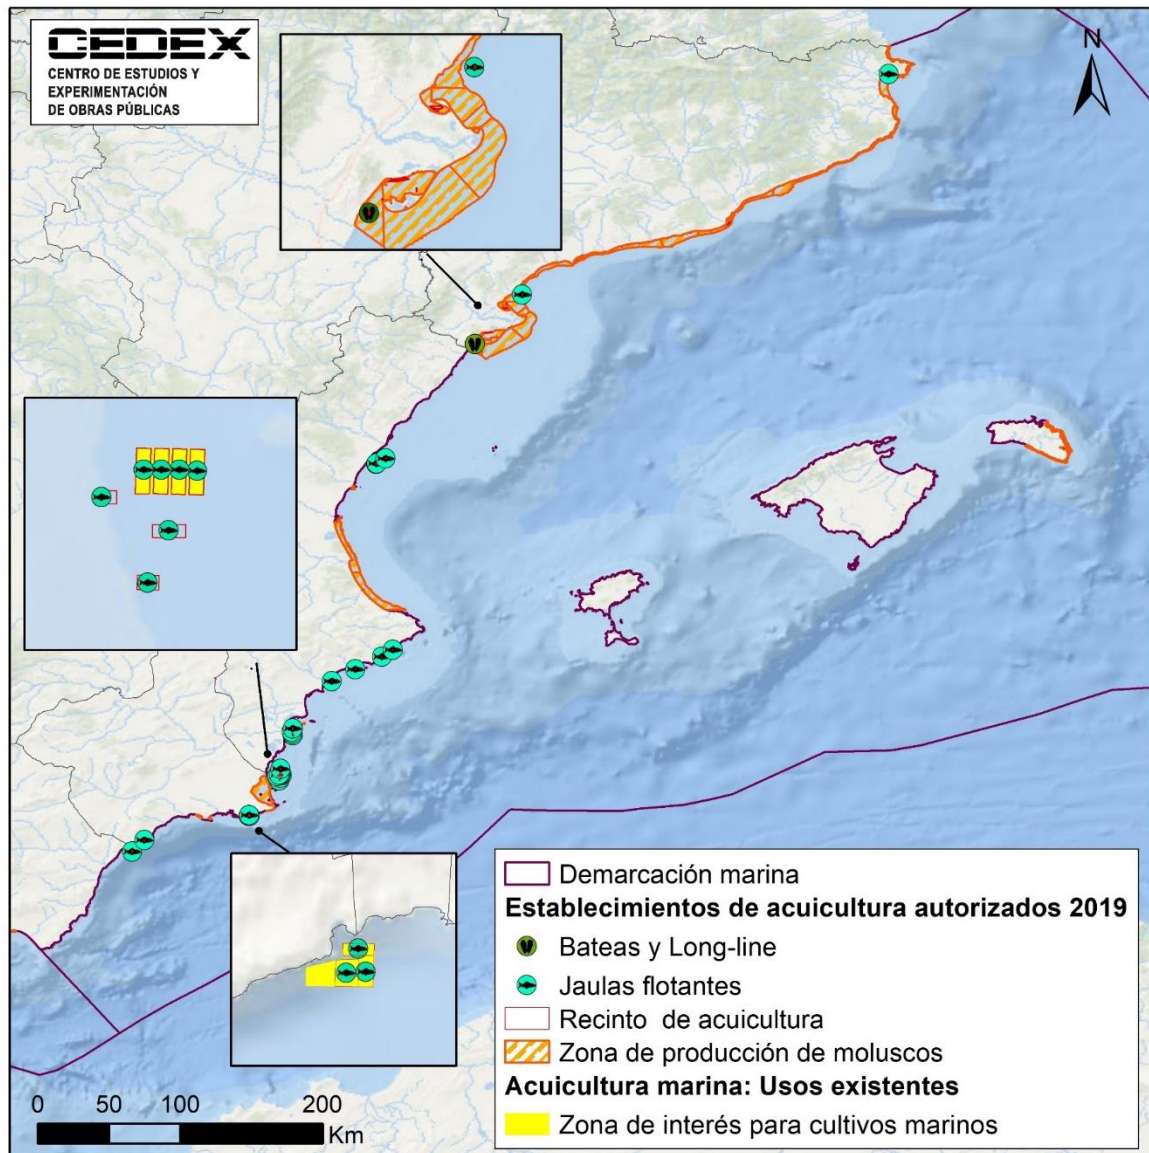 CEDEX
CENTRO DE ESTUDIOS Y
EXPERIMENTACIÓN
DE OBRAS PÚBLICAS
N
Demarcación marina
Establecimientos de acuicultura autorizados 2019
Bateas y Long-line
Jaulas flotantes
Recinto de acuicultura
Zona de producción de moluscos
Acuicultura marina: Usos existentes
Zona de interés para cultivos marinos
0 50 100 200
Km